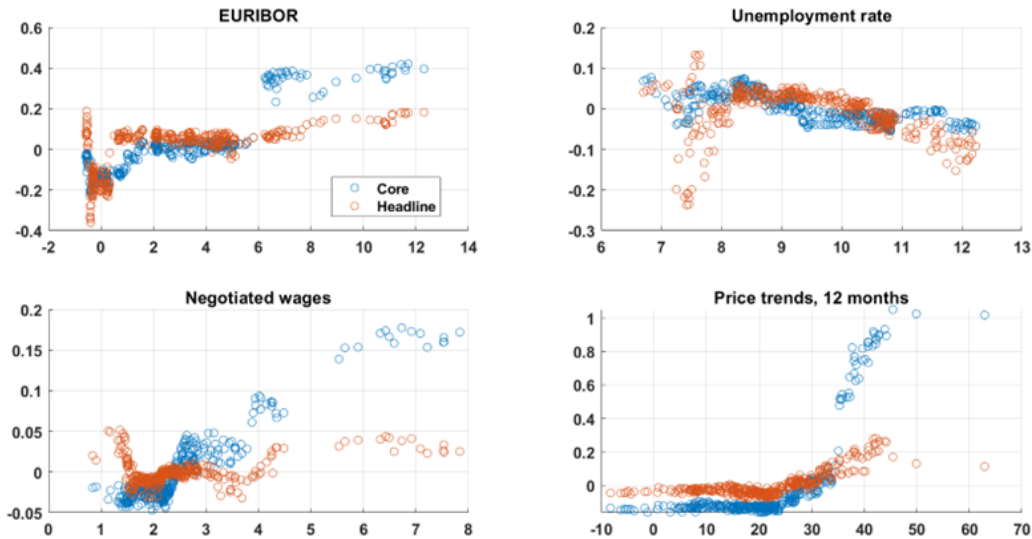 EURIBOR
0.6
0.4
0.2
0
-0.2
-0.4
-2 0 2 4 6 8 10 12 14
Core
Headline
Unemployment rate
0.2
0.1
0
-0.1
-0.2
-0.3
6 7 8 9 10 11 12 13
Negotiated wages
0.2
0.15
0.1
0.05
0
-0.05
0 1 2 3 4 5 6 7 8
Price trends, 12 months
1
0.8
0.6
0.4
0.2
0
-10 0 10 20 30 40 50 60 70